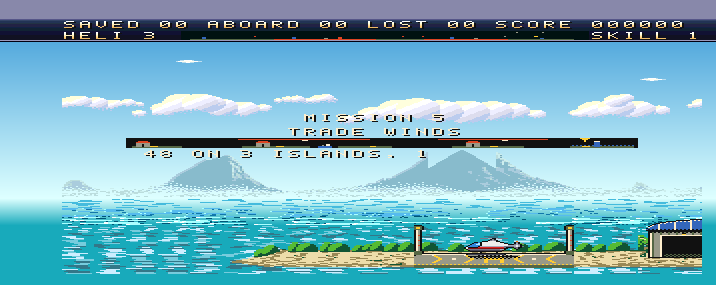 SAVED 00 ABOARD 00 LOST 00 SCORE 000000
HELI 3 SKILL 1
MISSION 5
TRADE WINDS
48 ON 3 ISLANDS. 1